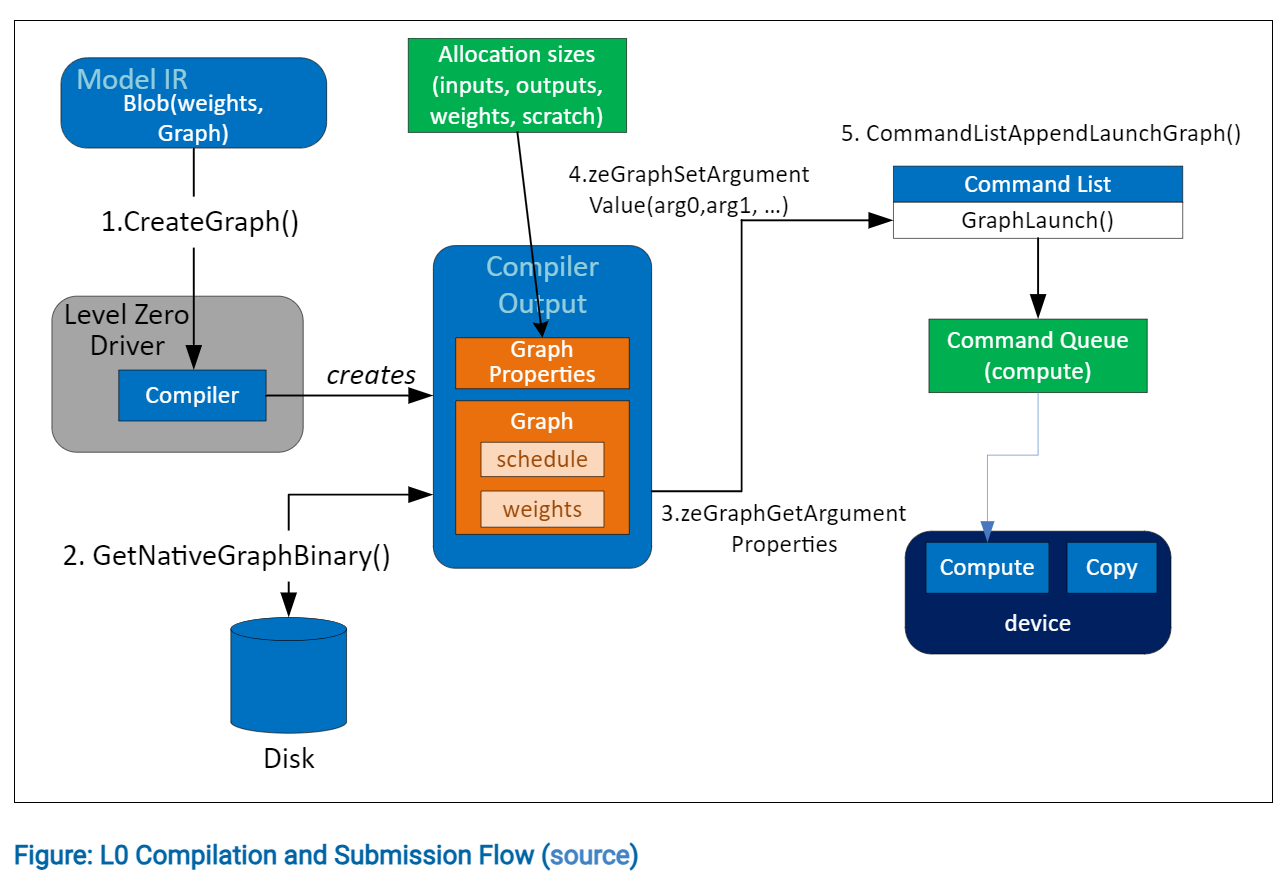 Model IR
Blob(weights,
Graph)
Allocation sizes
(inputs, outputs,
weights, scratch)
1.CreateGraph()
Level Zero
Driver
Compiler
creates
Compiler
Output
Graph
Properties
Graph
schedule
weights
2. GetNativeGraphBinary()
Disk
3.zeGraphGetArgument
Properties
4.zeGraphSetArgument
Value(arg0,arg1, ...)
5. CommandListAppendLaunchGraph()
Command List
GraphLaunch()
Command Queue
(compute)
Compute
Copy
device
Figure: L0 Compilation and Submission Flow (source)